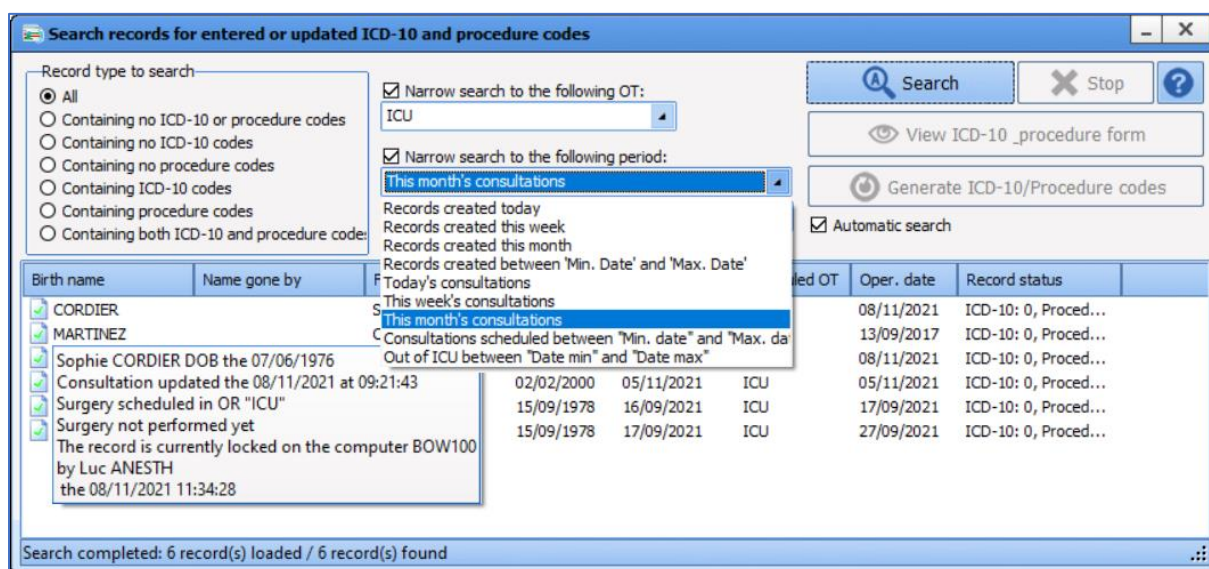 Search records for entered or updated ICD-10 and procedure codes
Record type to search
All
Containing no ICD-10 or procedure codes
Containing no ICD-10 codes
Containing no procedure codes
Containing ICD-10 codes
Containing procedure codes
Containing both ICD-10 and procedure code
Narrow search to the following OT:
ICU
Narrow search to the following period:
This month's consultations
Records created today
Records created this week
Records created this month
Records created between 'Min. Date' and 'Max. Date'
Today's consultations
This week's consultations
This month's consultations
Consultations scheduled between "Min. date" and "Max. da
Out of ICU between "Date min" and "Date max"
Search
Stop
View ICD-10 _procedure form
Generate ICD-10/Procedure codes
Automatic search
Birth name Name gone by OT Oper. date Record status
CORDIER 08/11/2021 ICD-10: 0, Proced...
MARTINEZ 13/09/2017 ICD-10: 0, Proced...
08/11/2021 ICD-10: 0, Proced...
02/02/2000 05/11/2021 ICU 05/11/2021 ICD-10: 0, Proced...
15/09/1978 16/09/2021 ICU 17/09/2021 ICD-10: 0, Proced...
15/09/1978 17/09/2021 ICU 27/09/2021 ICD-10: 0, Proced...
Sophie CORDIER DOB the 07/06/1976
Consultation updated the 08/11/2021 at 09:21:43
Surgery scheduled in OR "ICU"
Surgery not performed yet
The record is currently locked on the computer BOW100
by Luc ANESTH
the 08/11/2021 11:34:28
Search completed: 6 record(s) loaded / 6 record(s) found